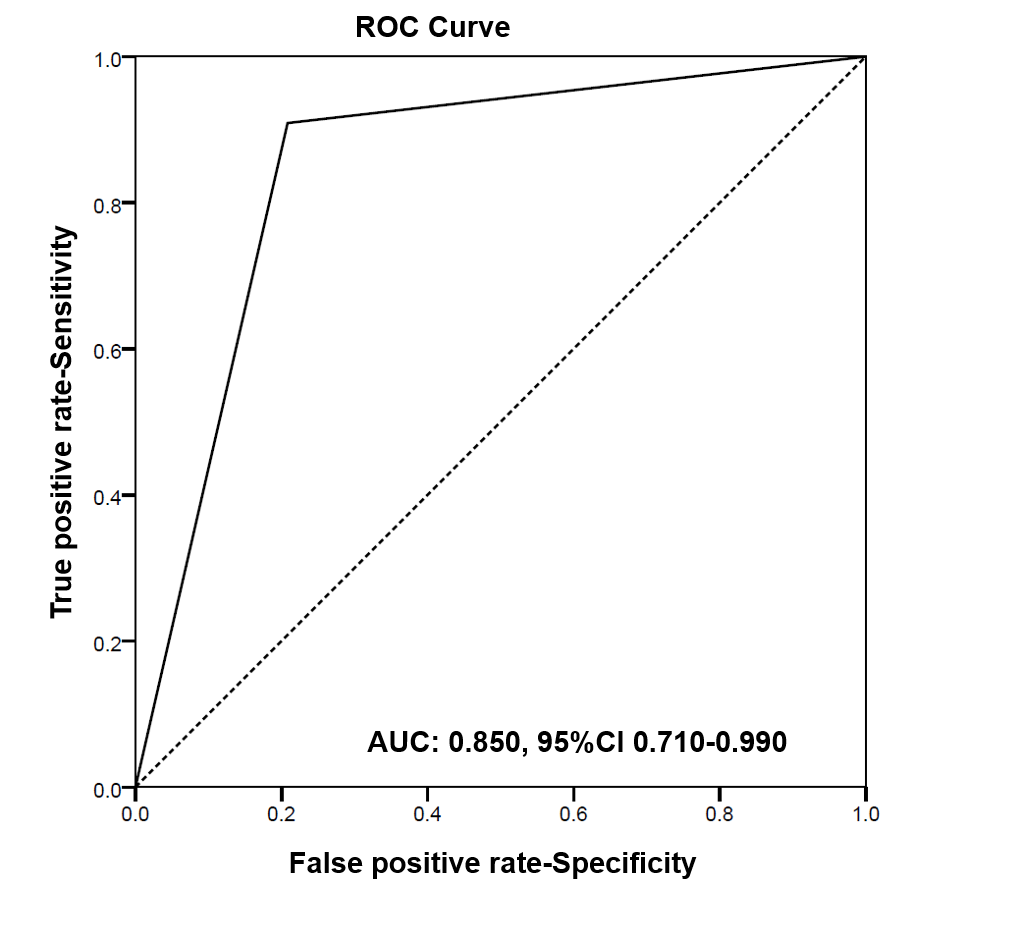 ROC Curve
1.0
0.8
0.6
0.4
0.2
0.0
True positive rate-Sensitivity
AUC: 0.850, 95%CI 0.710-0.990
0.0 0.2 0.4 0.6 0.8 1.0
False positive rate-Specificity